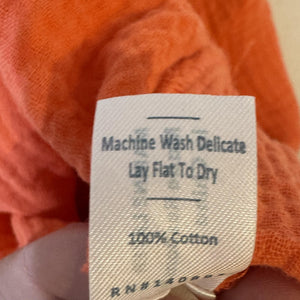 Machine Wash Delicate
Lay Flat To Dry
100% Cotton